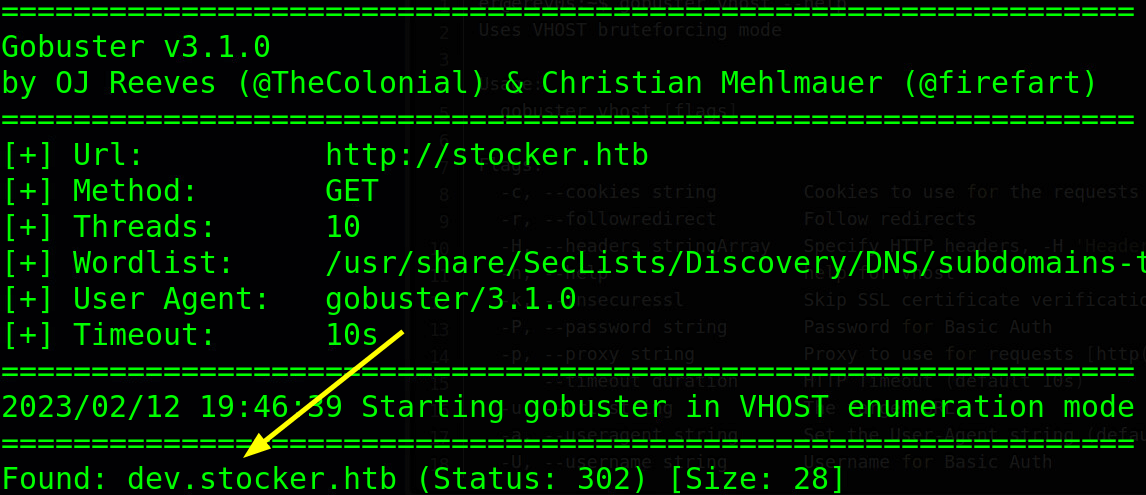 ===============================================================
Gobuster v3.1.0
by OJ Reeves (@TheColonial) & Christian Mehlmauer (@firefart)
===============================================================
[+] Url: http://stocker.htb
[+] Method: GET
[+] Threads: 10
[+] Wordlist: /usr/share/SecLists/Discovery/DNS/subdomains-t
[+] User Agent: gobuster/3.1.0
[+] Timeout: 10s
===============================================================
2023/02/12 19:46:39 Starting gobuster in VHOST enumeration mode
===============================================================
Found: dev.stocker.htb (Status: 302) [Size: 28]
2 Uses VHOST bruteforcing mode
3
gobuster vhost [flags]
8 -c, --cookies string Cookies to use for the requests
9 -r, --followredirect Follow redirects
--headers stringArray Specify HTTP headers, -H
Skip SSL certificate verificatio
13 -P, --password string Password for Basic Auth
14 -p, --proxy string Proxy to use for requests [http
--timeout duration HTTP Timeout (default 10s)
--useragent string Set the User-Agent string (defau
-U, --username string Username for Basic Auth